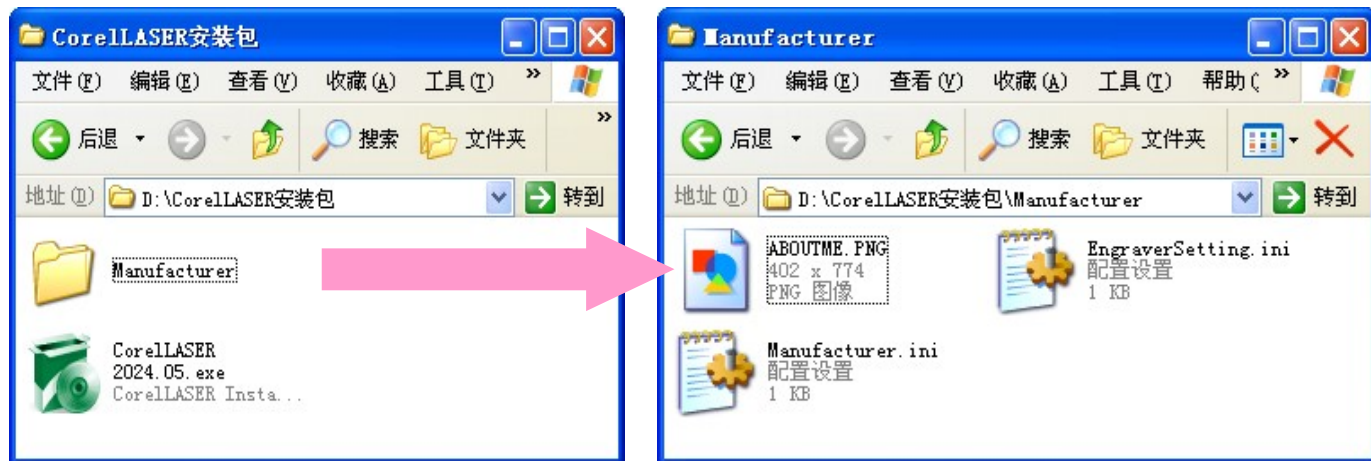 CorelLASER安装包
文件(F) 编辑(E) 查看(V) 收藏(A) 工具(T) »
后退 搜索 文件夹 »
地址(D) D:\CorelLASER安装包 转到
Manufacturer
CorelLASER
2024.05.exe
CorelLASER Insta...
Manufacturer
文件(F) 编辑(E) 查看(V) 收藏(A) 工具(T) 帮助( »
后退 搜索 文件夹
地址(D) D:\CorelLASER安装包\Manufacturer 转到
ABOUTME.PNG
402 x 774
PNG 图像
EngraverSetting.ini
配置设置
1 KB
Manufacturer.ini
配置设置
1 KB